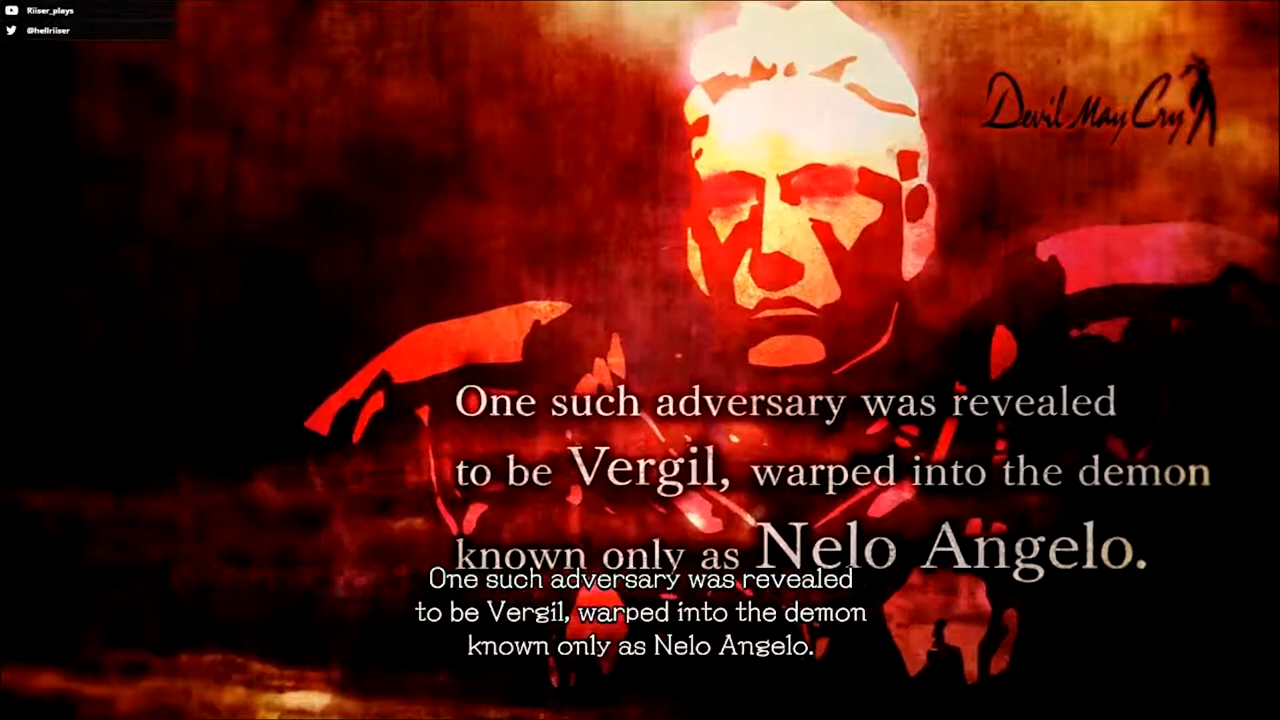 Riiser_plays
@hellriiser
Devil May Cry
One such adversary was revealed
to be Vergil, warped into the demon
known only as Nelo Angelo.
One such adversary was revealed
to be Vergil, warped into the demon
known only as Nelo Angelo.